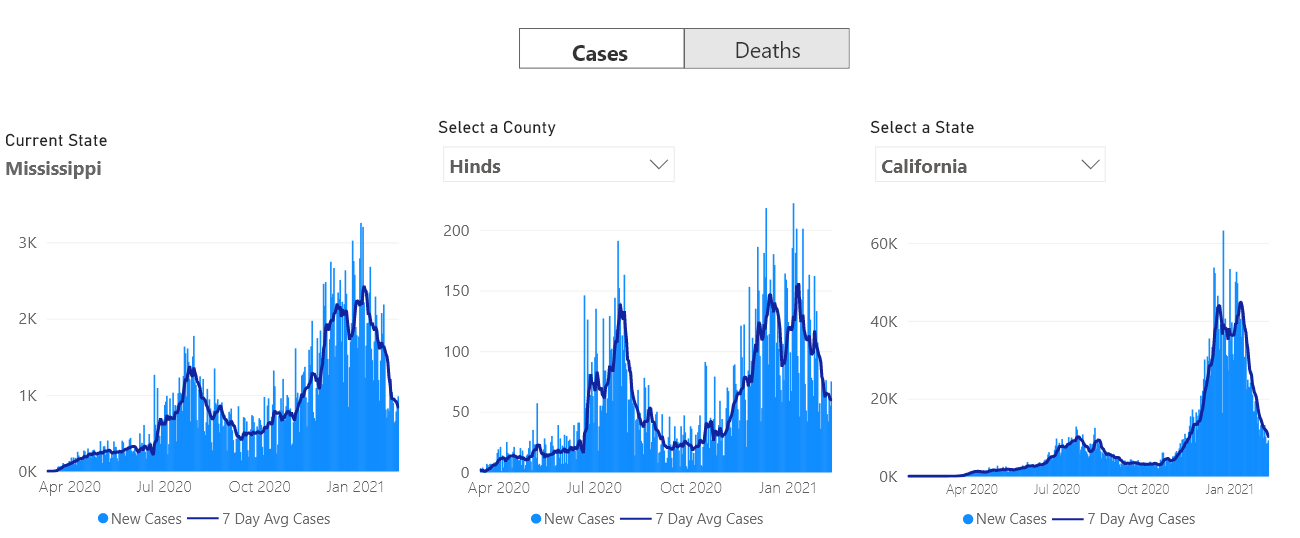 Cases Deaths
Current State
Mississippi
3K
2K
1K
0K
Apr 2020 Jul 2020 Oct 2020 Jan 2021
New Cases 7 Day Avg Cases
Select a County
Hinds
200
150
100
50
0
Apr 2020 Jul 2020 Oct 2020 Jan 2021
New Cases 7 Day Avg Cases
Select a State
California
60K
40K
20K
0K
Apr 2020 Jul 2020 Oct 2020 Jan 2021
New Cases 7 Day Avg Cases